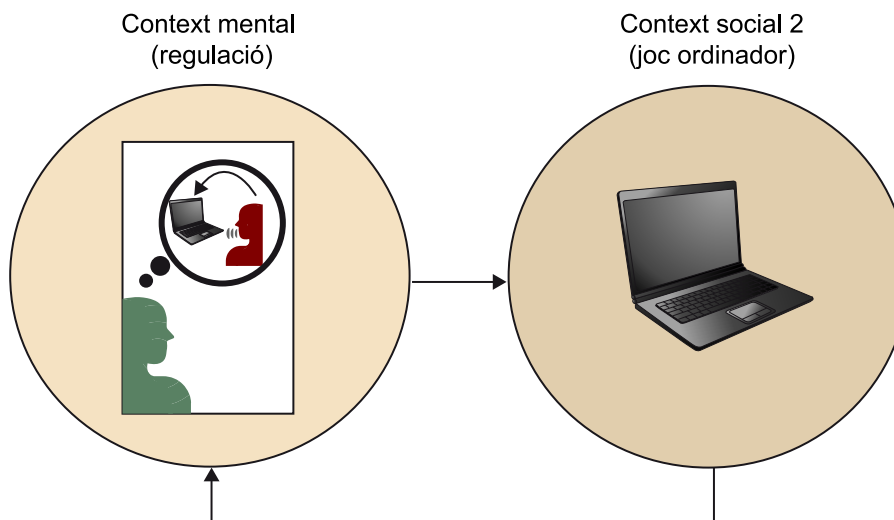 Context mental
(regulació)
Context social 2
(joc ordinador)